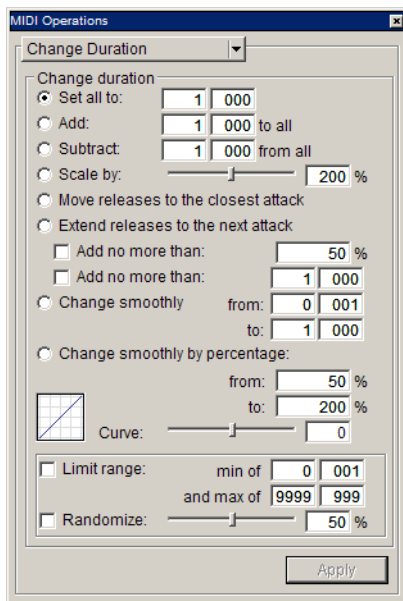 MIDI Operations
Change Duration
Change duration
Set all to: 1 000
Add: 1 000 to all
Subtract: 1 000 from all
Scale by: 200 %
Move releases to the closest attack
Extend releases to the next attack
Add no more than: 50 %
Add no more than: 1 000
Change smoothly from: 0 001
to: 1 000
Change smoothly by percentage:
from: 50 %
to: 200 %
Curve: 0
Limit range: min of 0 001
and max of 9999 999
Randomize: 50 %
Apply